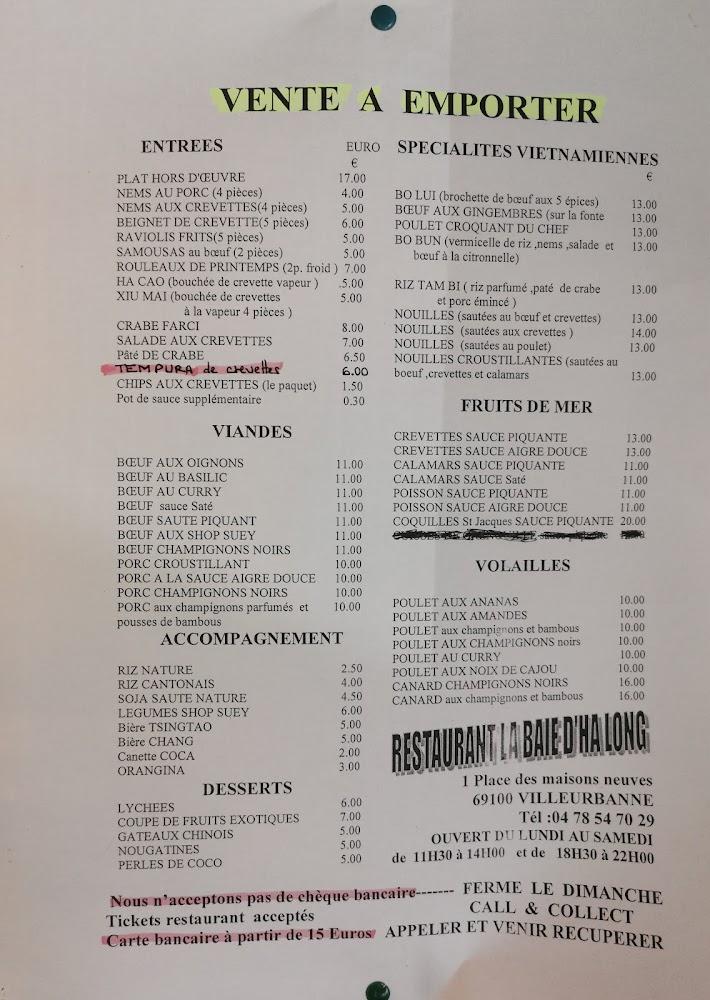 VENTE A EMPORTER
ENTREES EURO
€
PLAT HORS D'ŒUVRE 17.00
NEMS AU PORC (4 pièces) 4.00
NEMS AUX CREVETTES(4 pièces) 5.00
BEIGNET DE CREVETTE(5 pièces) 6.00
RAVIOLIS FRITS(5 pièces) 5.00
SAMOUSAS au bœuf (2 pièces) 5.00
ROULEAUX DE PRINTEMPS (2p. froid ) 7.00
HA CAO (bouchée de crevette vapeur ) .5.00
XIU MAI (bouchée de crevettes 5.00
à la vapeur 4 pièces )
CRABE FARCI 8.00
SALADE AUX CREVETTES 7.00
Pâté DE CRABE 6.50
TEMPURA de crevettes 6.00
CHIPS AUX CREVETTES (le paquet) 1.50
Pot de sauce supplémentaire 0.30
VIANDES
BŒUF AUX OIGNONS 11.00
BŒUF AU BASILIC 11.00
BŒUF AU CURRY 11.00
BŒUF sauce Saté 11.00
BŒUF SAUTE PIQUANT 11.00
BŒUF AUX SHOP SUEY 11.00
BŒUF CHAMPIGNONS NOIRS 11.00
PORC CROUSTILLANT 10.00
PORC A LA SAUCE AIGRE DOUCE 10.00
PORC CHAMPIGNONS NOIRS 10.00
PORC aux champignons parfumés et 10.00
pousses de bambous
ACCOMPAGNEMENT
RIZ NATURE 2.50
RIZ CANTONAIS 4.00
SOJA SAUTE NATURE 4.50
LEGUMES SHOP SUEY 6.00
Bière TSINGTAO 5.00
Bière CHANG 5.00
Canette COCA 2.00
ORANGINA 3.00
DESSERTS
LYCHEES 6.00
COUPE DE FRUITS EXOTIQUES 7.00
GATEAUX CHINOIS 5.00
NOUGATINES 5.00
PERLES DE COCO 5.00
SPECIALITES VIETNAMIENNES
€
BO LUI (brochette de bœuf aux 5 épices) 13.00
BŒUF AUX GINGEMBRES (sur la fonte 13.00
POULET CROQUANT DU CHEF 13.00
BO BUN (vermicelle de riz ,nems ,salade et 13.00
bœuf à la citronnelle)
RIZ TAM BI ( riz parfumé ,paté de crabe 13.00
et porc émincé )
NOUILLES (sautées au bœuf et crevettes) 13.00
NOUILLES (sautées aux crevettes ) 14.00
NOUILLES (sautées au poulet) 13.00
NOUILLES CROUSTILLANTES (sautées au
boeuf ,crevettes et calamars 13.00
FRUITS DE MER
CREVETTES SAUCE PIQUANTE 13.00
CREVETTES SAUCE AIGRE DOUCE 13.00
CALAMARS SAUCE PIQUANTE 11.00
CALAMARS SAUCE Saté 11.00
POISSON SAUCE PIQUANTE 11.00
POISSON SAUCE AIGRE DOUCE 11.00
COQUILLES St Jacques SAUCE PIQUANTE 20.00
VOLAILLES
POULET AUX ANANAS 10.00
POULET AUX AMANDES 10.00
POULET aux champignons et bambous 10.00
POULET AUX CHAMPIGNONS noirs 10.00
POULET AU CURRY 10.00
POULET AUX NOIX DE CAJOU 10.00
CANARD CHAMPIGNONS NOIRS 16.00
CANARD aux champignons et bambous 16.00
RESTAURANT LA BAIE D'HA LONG
1 Place des maisons neuves
69100 VILLEURBANNE
Tél :04 78 54 70 29
OUVERT DU LUNDI AU SAMEDI
de 11H30 à 14H00 et de 18H30 à 22H00
Nous n'acceptons pas de chèque bancaire------- FERME LE DIMANCHE
Tickets restaurant acceptés CALL & COLLECT
Carte bancaire à partir de 15 Euros APPELER ET VENIR RECUPERER